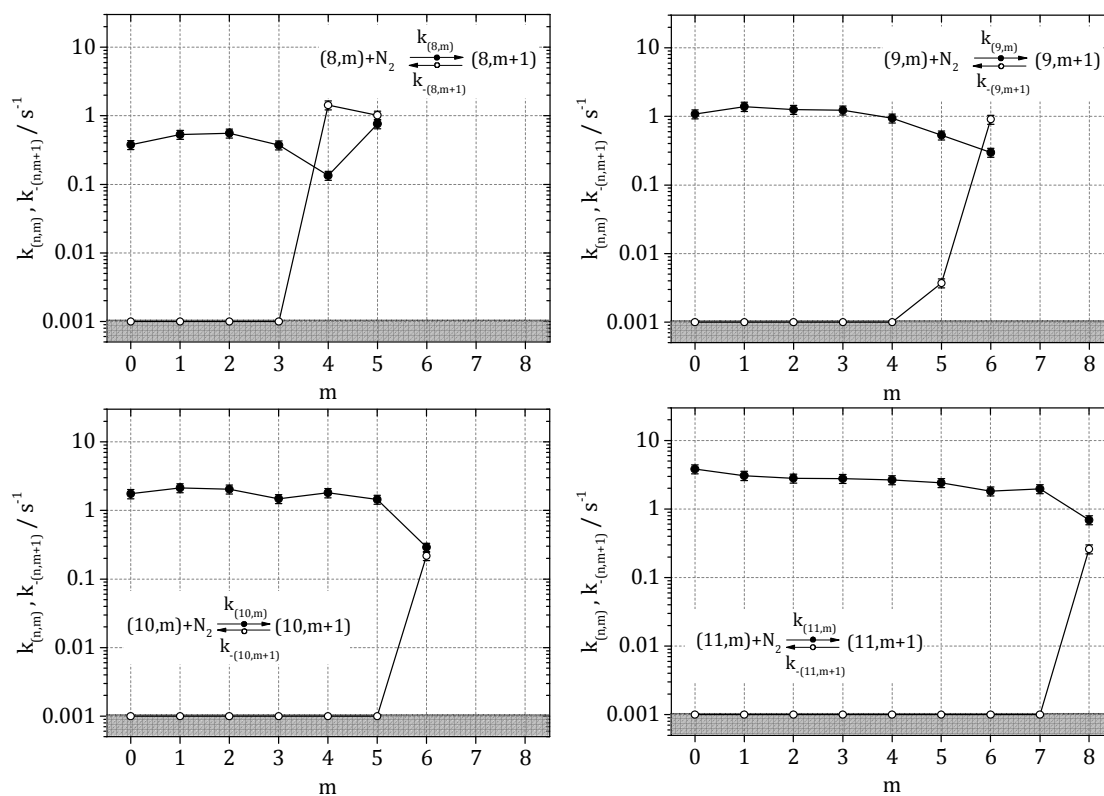 k(8,m)
(8,m)+N2 (8,m+1)
k-(8,m+1)
k(n,m) , k-(n,m+1) / s-1
10
1
0.1
0.01
0.001
0 1 2 3 4 5 6 7 8
m
k(9,m)
(9,m)+N2 (9,m+1)
k-(9,m+1)
k(n,m) , k-(n,m+1) / s-1
10
1
0.1
0.01
0.001
0 1 2 3 4 5 6 7 8
m
k(n,m) , k-(n,m+1) / s-1
10
1
0.1
0.01
0.001
k(10,m)
(10,m)+N2 (10,m+1)
k-(10,m+1)
0 1 2 3 4 5 6 7 8
m
k(n,m) , k-(n,m+1) / s-1
10
1
0.1
0.01
0.001
k(11,m)
(11,m)+N2 (11,m+1)
k-(11,m+1)
0 1 2 3 4 5 6 7 8
m